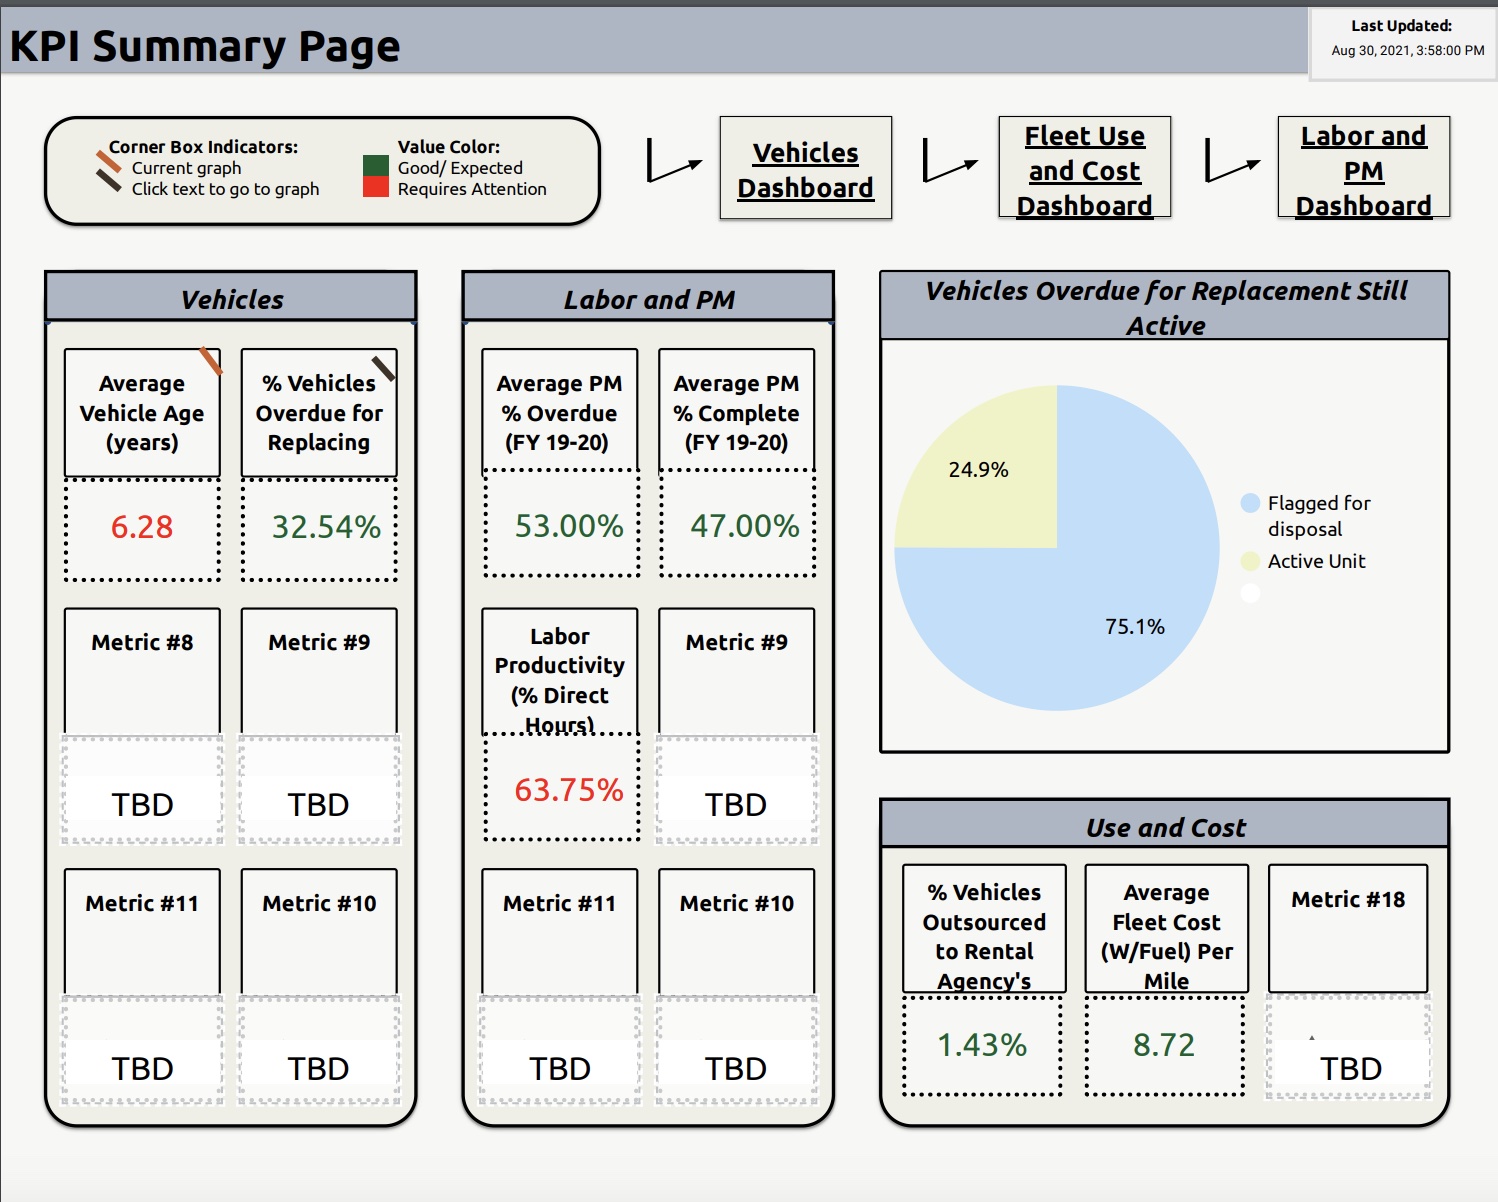 KPI Summary Page
Last Updated:
Aug 30, 2021, 3:58:00 PM
Corner Box Indicators:
Current graph
Click text to go to graph
Value Color:
Good/ Expected
Requires Attention
Vehicles
Dashboard
Fleet Use
and Cost
Dashboard
Labor and
PM
Dashboard
Vehicles
Average
Vehicle Age
(years)
% Vehicles
Overdue for
Replacing
6.28
32.54%
Metric #8
Metric #9
TBD
TBD
Metric #11
Metric #10
TBD
TBD
Labor and PM
Average PM
% Overdue
(FY 19-20)
Average PM
% Complete
(FY 19-20)
53.00%
47.00%
Labor
Productivity
(% Direct
Hours)
Metric #9
63.75%
TBD
Metric #11
Metric #10
TBD
TBD
Vehicles Overdue for Replacement Still
Active
24.9%
75.1%
Flagged for
disposal
Active Unit
Use and Cost
% Vehicles
Outsourced
to Rental
Agency's
Average
Fleet Cost
(W/Fuel) Per
Mile
Metric #18
1.43%
8.72
TBD